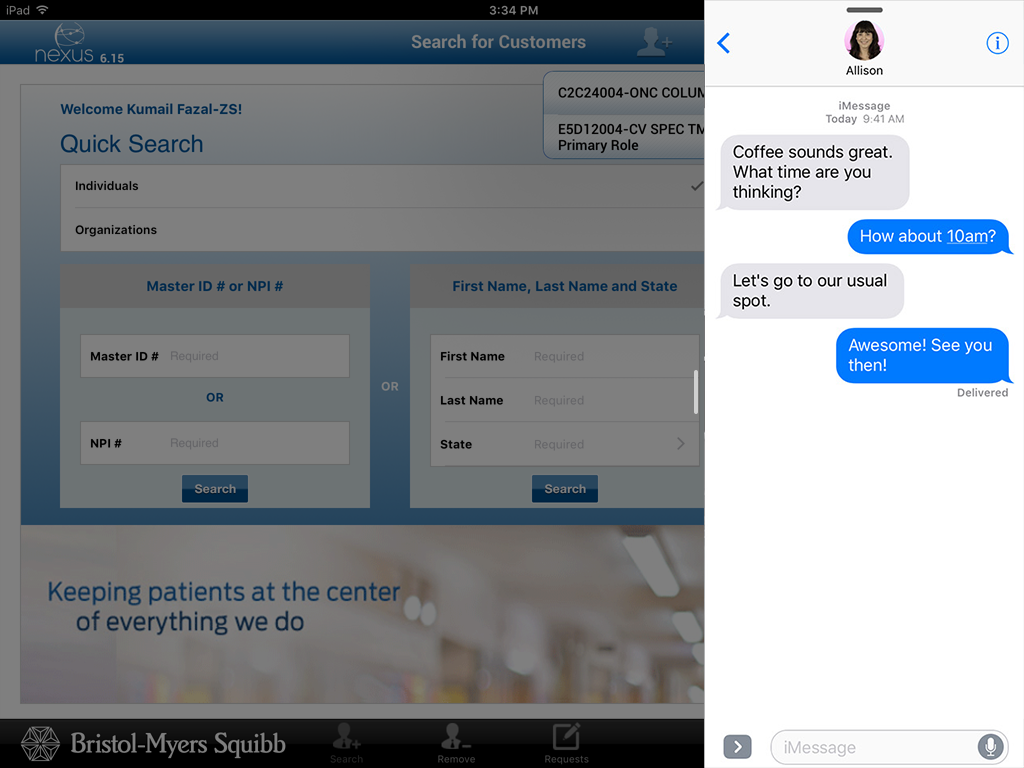 iPad
3:34 PM
nexus 6.15
Search for Customers
Welcome Kumail Fazal-ZS!
C2C24004-ONC COLUM
E5D12004-CV SPEC TM
Primary Role
Quick Search
Individuals
Organizations
Master ID # or NPI #
Master ID # Required
OR
NPI # Required
Search
OR
First Name, Last Name and State
First Name Required
Last Name Required
State Required
Search
Keeping patients at the center
of everything we do
Bristol-Myers Squibb
Search
Remove
Requests
Allison
iMessage
Today 9:41 AM
Coffee sounds great.
What time are you
thinking?
How about 10am?
Let's go to our usual
spot.
Awesome! See you
then!
Delivered
iMessage